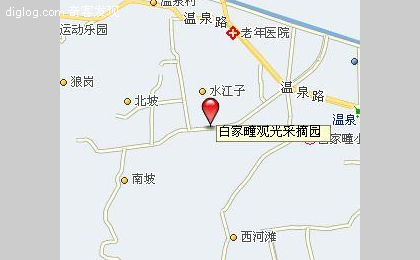 diglog.com 奇客发现
温泉村
温泉路
运动乐园
老年医院
狼岗
水江子
北坡
温泉路
温泉
白家疃观光采摘园
白家疃小
南坡
西河滩